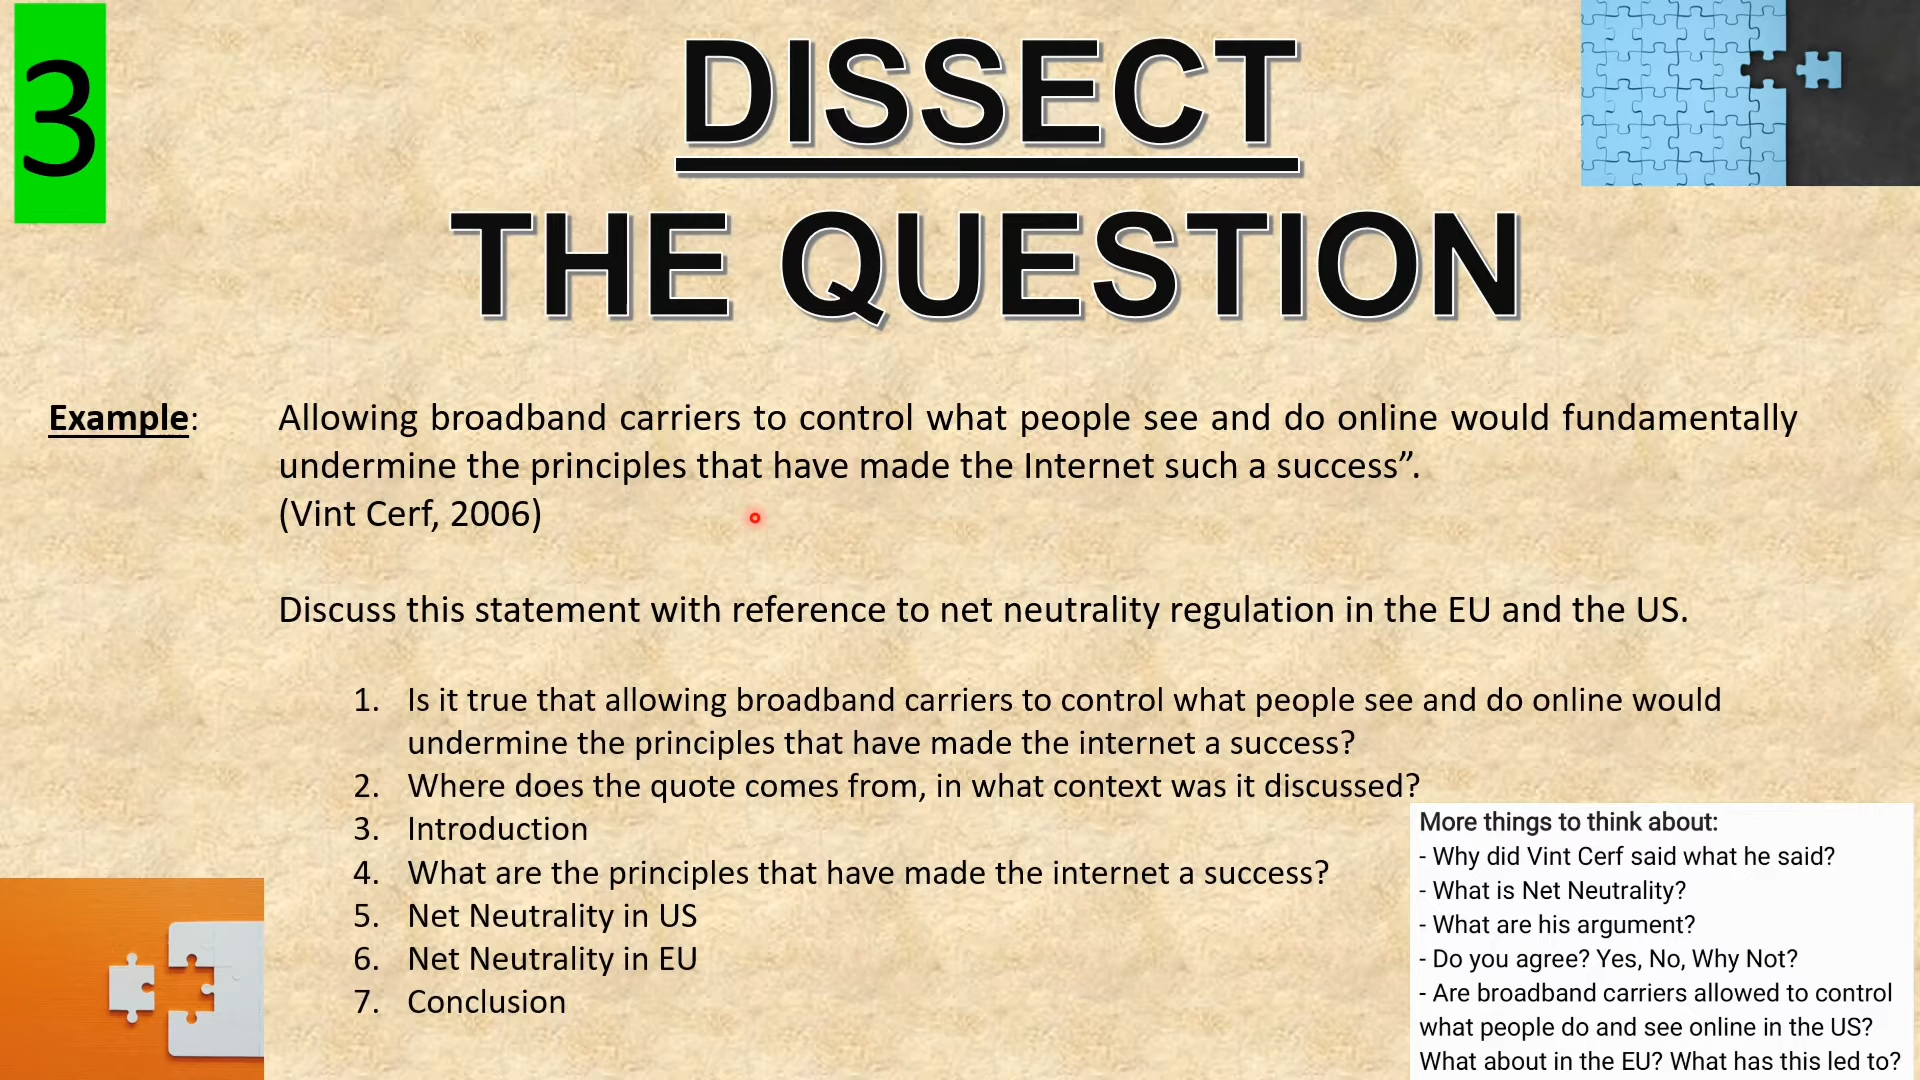 3
DISSECT
THE QUESTION
Example:
Allowing broadband carriers to control what people see and do online would fundamentally
undermine the principles that have made the Internet such a success”.
(Vint Cerf, 2006)
Discuss this statement with reference to net neutrality regulation in the EU and the US.
1. Is it true that allowing broadband carriers to control what people see and do online would
undermine the principles that have made the internet a success?
2. Where does the quote comes from, in what context was it discussed?
3. Introduction
4. What are the principles that have made the internet a success?
5. Net Neutrality in US
6. Net Neutrality in EU
7. Conclusion
More things to think about:
- Why did Vint Cerf said what he said?
- What is Net Neutrality?
- What are his argument?
- Do you agree? Yes, No, Why Not?
- Are broadband carriers allowed to control
what people do and see online in the US?
What about in the EU? What has this led to?